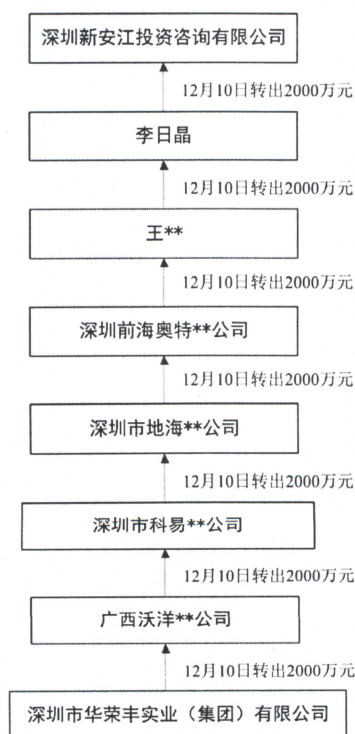 深圳新安江投资咨询有限公司
12月10日转出2000万元
李日晶
12月10日转出2000万元
王**
12月10日转出2000万元
深圳前海奥特**公司
12月10日转出2000万元
深圳市地海**公司
12月10日转出2000万元
深圳市科易**公司
12月10日转出2000万元
广西沃洋**公司
12月10日转出2000万元
深圳市华荣丰实业（集团）有限公司